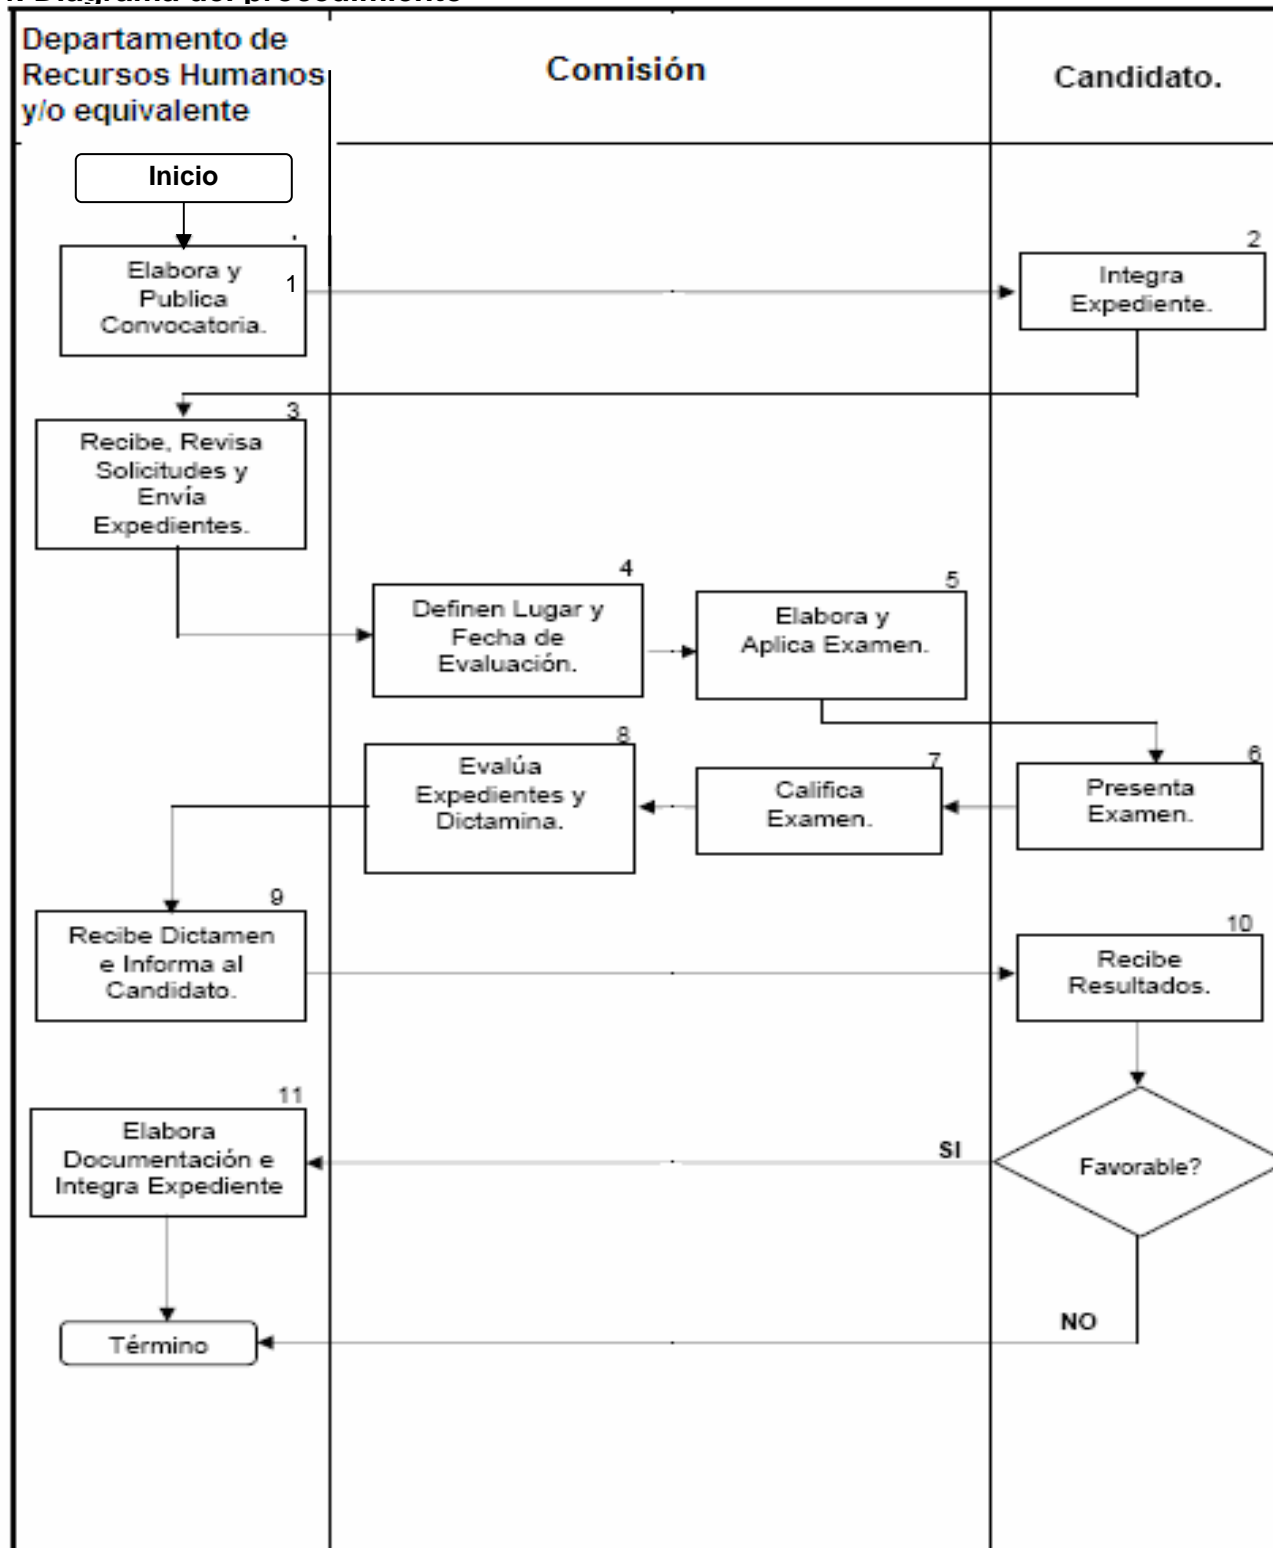 . Diagrama del procedimiento
Departamento de
Recursos Humanos
y/o equivalente
Comisión
Candidato.
Inicio
Elabora y
Publica
Convocatoria.
1
2
Integra
Expediente.
3
Recibe, Revisa
Solicitudes y
Envía
Expedientes.
4
Definen Lugar y
Fecha de
Evaluación.
5
Elabora y
Aplica Examen.
6
Presenta
Examen.
7
Califica
Examen.
8
Evalúa
Expedientes y
Dictamina.
9
Recibe Dictamen
e Informa al
Candidato.
10
Recibe
Resultados.
Favorable?
SI
11
Elabora
Documentación e
Integra Expediente
NO
Término